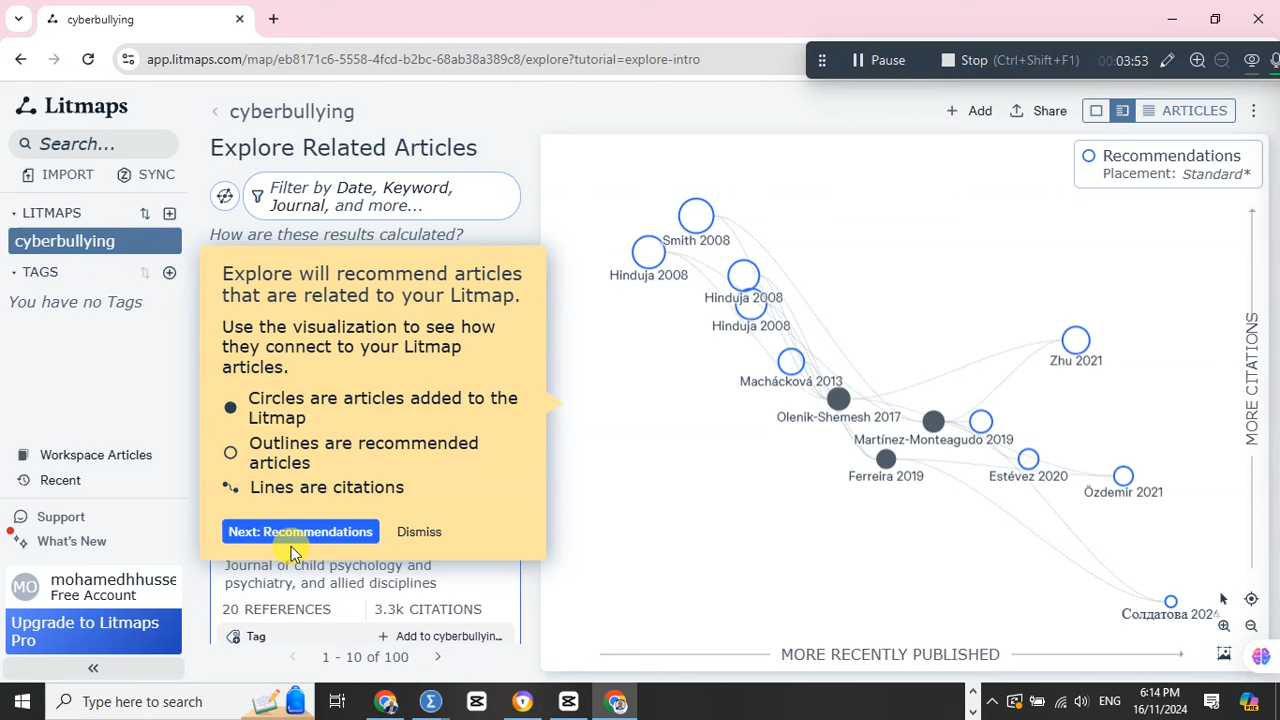 cyberbullying
app.litmaps.com/map/eb8171c6-5558-4fcd-b2bc-68ab38a389c8/explore?tutorial=explore-intro
Pause
Stop (Ctrl+Shift+F1)
00:03:53
Litmaps
Search...
IMPORT
SYNC
LITMAPS
cyberbullying
TAGS
You have no Tags
Workspace Articles
Recent
Support
What's New
MO
mohamedhhusse
Free Account
Upgrade to Litmaps
Pro
cyberbullying
Add
Share
ARTICLES
Explore Related Articles
Filter by Date, Keyword,
Journal, and more...
How are these results calculated?
Explore will recommend articles
that are related to your Litmap.
Use the visualization to see how
they connect to your Litmap
articles.
Circles are articles added to the
Litmap
Outlines are recommended
articles
Lines are citations
Next: Recommendations
Dismiss
Journal of child psychology and
psychiatry, and allied disciplines
20 REFERENCES
3.3k CITATIONS
Tag
+ Add to cyberbullyin...
1 - 10 of 100
Recommendations
Placement: Standard*
Smith 2008
Hinduja 2008
Hinduja 2008
Hinduja 2008
Machácková 2013
Olenik-Shemesh 2017
Zhu 2021
Martínez-Monteagudo 2019
Ferreira 2019
Estévez 2020
Özdemir 2021
Солдатова 2024
MORE CITATIONS
MORE RECENTLY PUBLISHED
Type here to search
ENG
6:14 PM
16/11/2024